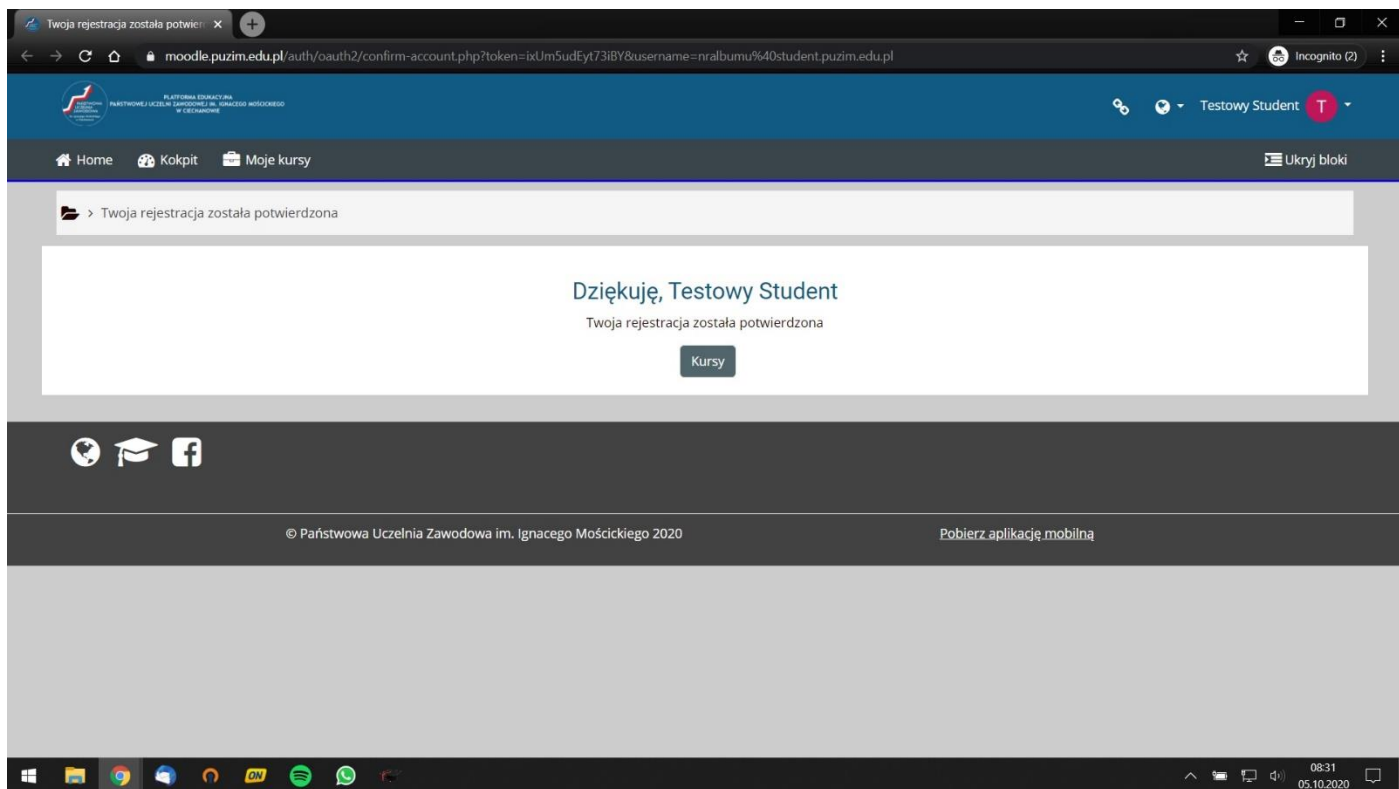 Twoja rejestracja została potwier
moodle.puzim.edu.pl/auth/oauth2/confirm-account.php?token=ixUm5udEyt73iBY&username=nralbumu%40student.puzim.edu.pl
Incognito (2)
PLATFORMA EDUKACYJNA
PAŃSTWOWEJ UCZELNI ZAWODOWEJ IM. IGNACEGO MOŚCICKIEGO
W CIECHANOWIE
Testowy Student T
Home Kokpit Moje kursy Ukryj bloki
> Twoja rejestracja została potwierdzona
Dziękuję, Testowy Student
Twoja rejestracja została potwierdzona
Kursy
© Państwowa Uczelnia Zawodowa im. Ignacego Mościckiego 2020 Pobierz aplikację mobilną
ON
08:31
05.10.2020